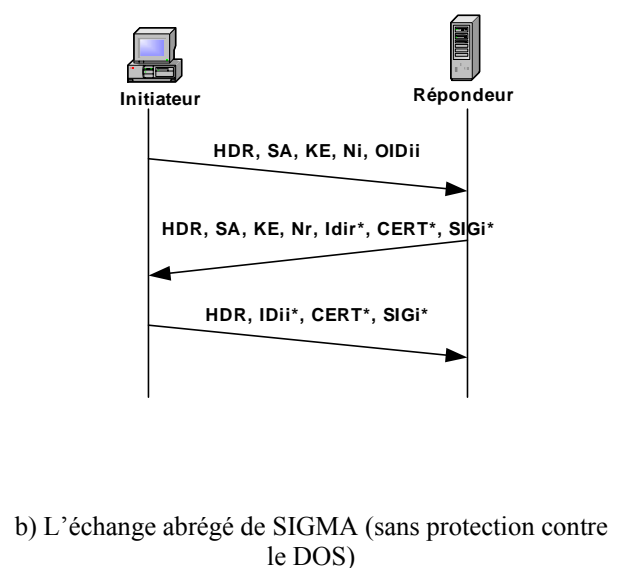 Initiateur
Répondeur
HDR, SA, KE, Ni, OIDii
HDR, SA, KE, Nr, Idir*, CERT*, SIGi*
HDR, IDii*, CERT*, SIGi*
b) L’échange abrégé de SIGMA (sans protection contre
le DOS)